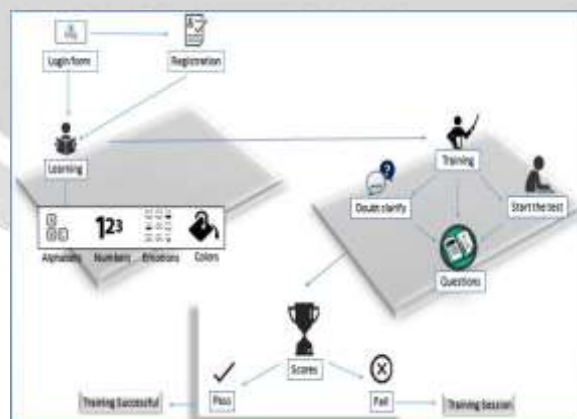 Login form
Registration
Learning
Training
Doubt clarify
Start the test
123
Alphabets Numbers Emotions Colors
Questions
Scores
Pass
Fail
Training Successful
Training Session